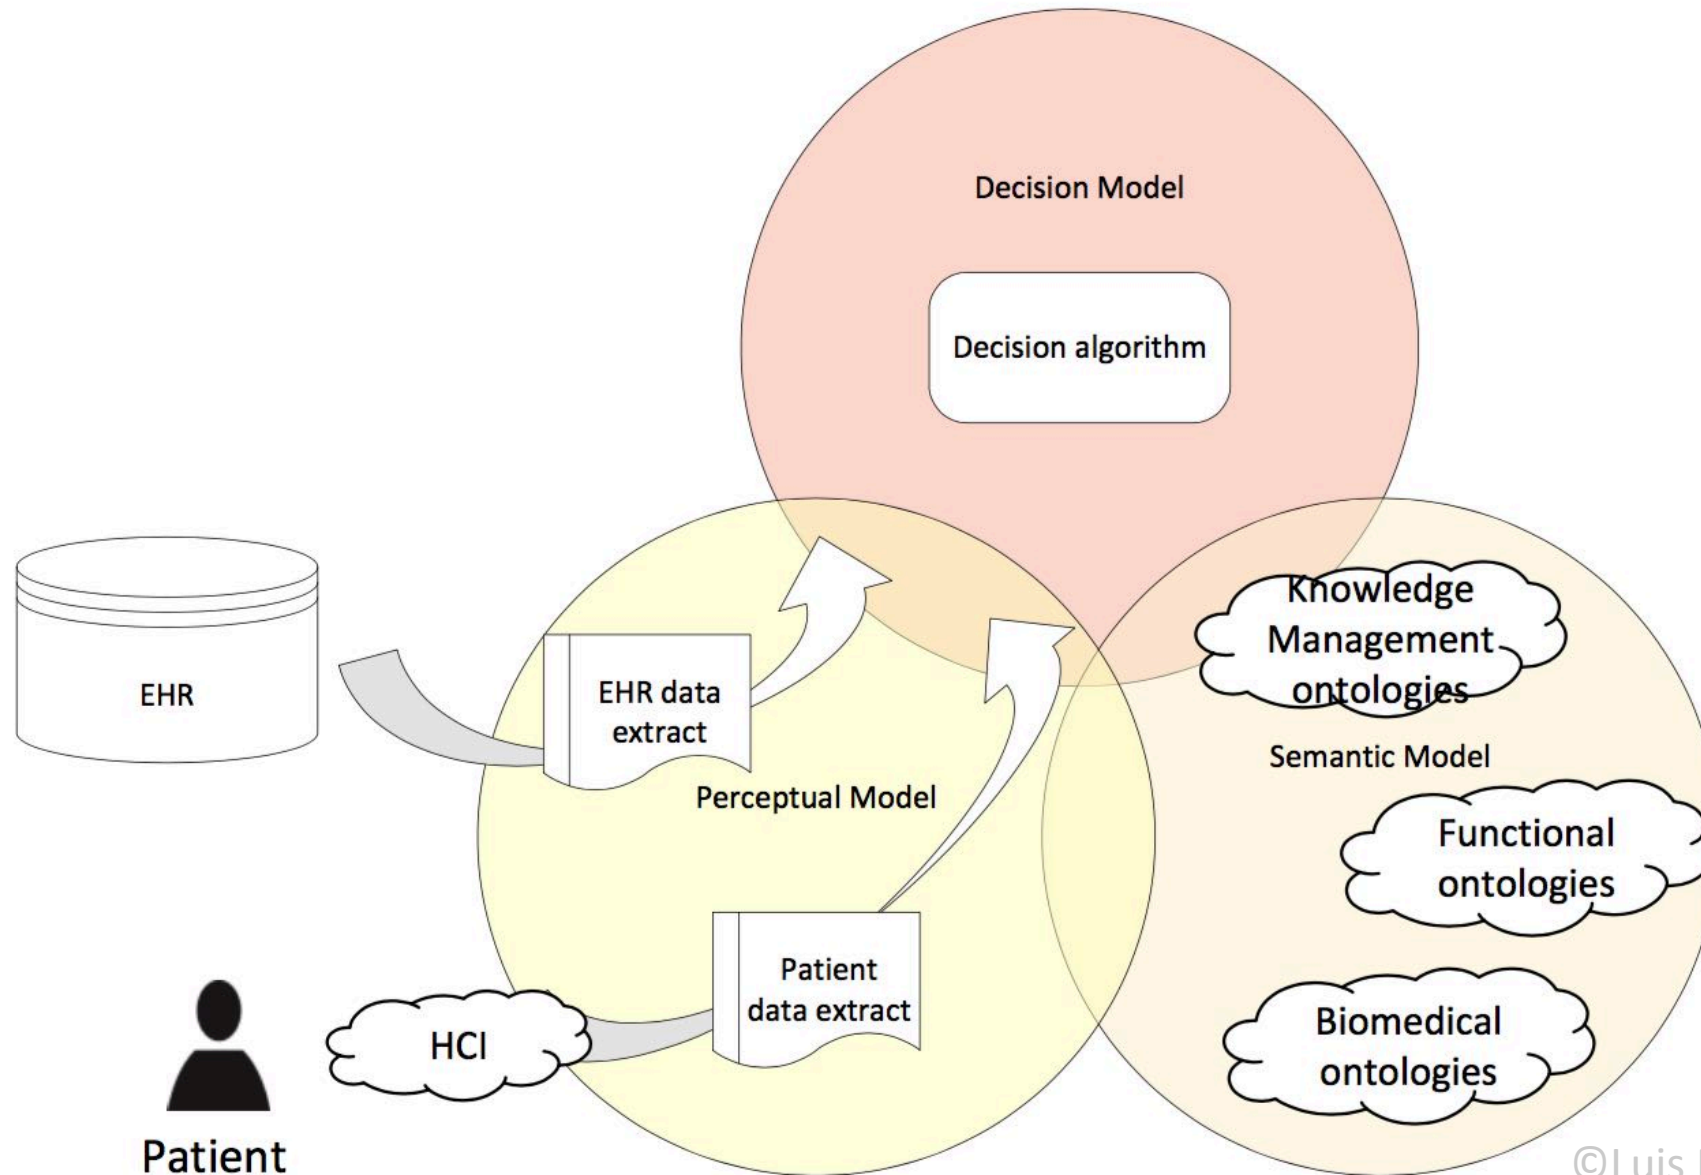 Decision Model
Decision algorithm
Knowledge
Management
ontologies
EHR
EHR data
extract
Semantic Model
Perceptual Model
Functional
ontologies
Patient
data extract
HCI
Biomedical
ontologies
Patient
©Luis